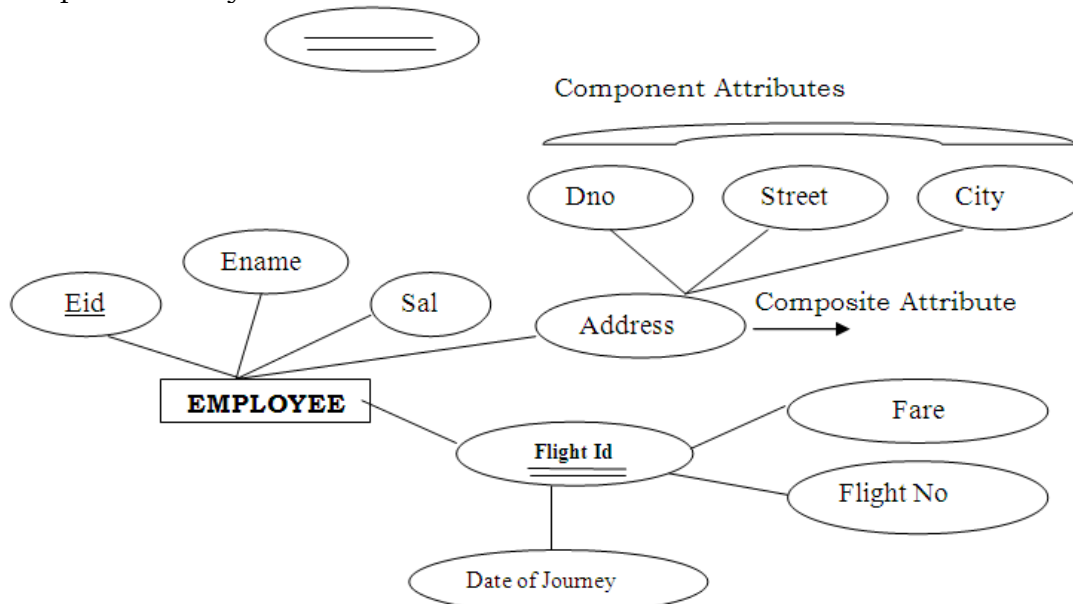 Component Attributes
Dno
Street
City
Ename
Eid
Sal
Address
Composite Attribute
EMPLOYEE
Fare
Flight Id
Flight No
Date of Journey